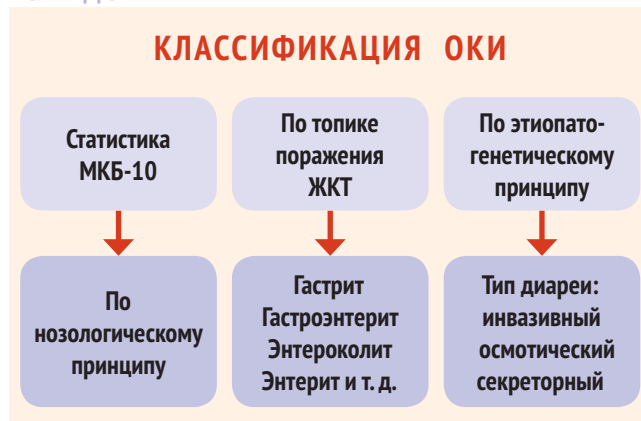 КЛАССИФИКАЦИЯ ОКИ
Статистика
МКБ-10
По топике
поражения
ЖКТ
По этиопато-
генетическому
принципу
По
нозологическому
принципу
Гастрит
Гастроэнтерит
Энтероколит
Энтерит и т. д.
Тип диареи:
инвазивный
осмотический
секреторный